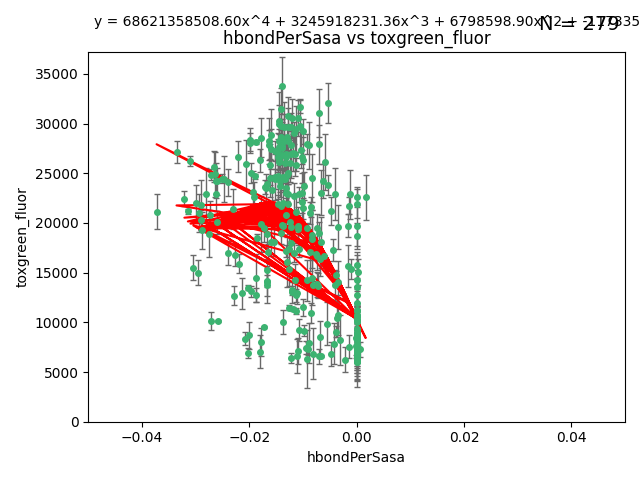 y = 68621358508.60x^4 + 3245918231.36x^3 + 6798598.90x^2 +
N = 279
hbondPerSasa vs toxgreen_fluor
35000
30000
25000
20000
15000
10000
5000
0
toxgreen_fluor
−0.04
−0.02
0.00
0.02
0.04
hbondPerSasa